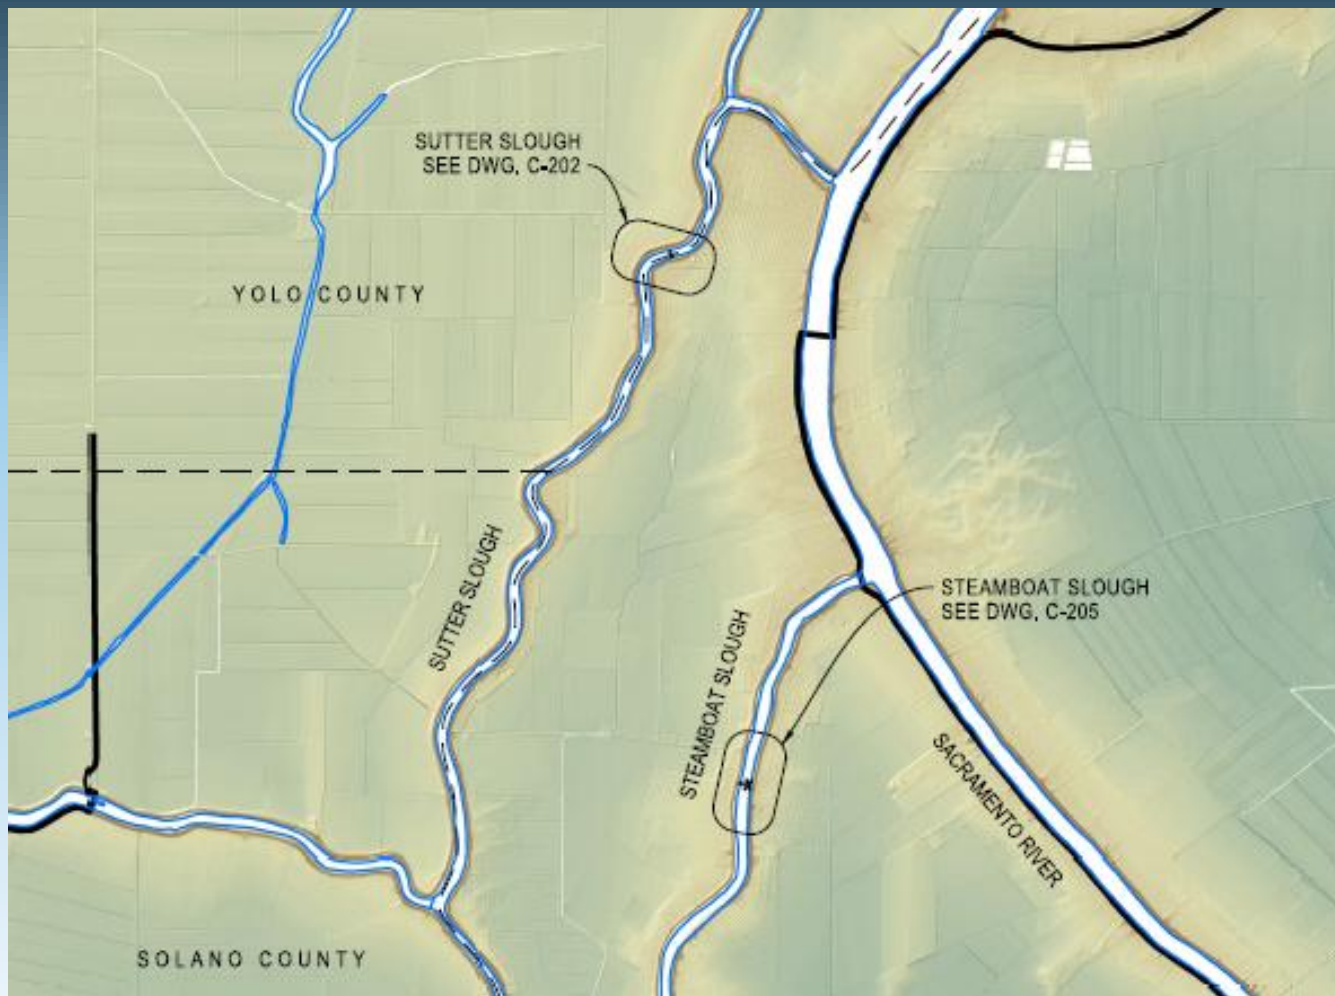 SUTTER SLOUGH
SEE DWG, C-202
YOLO COUNTY
SUTTER SLOUGH
STEAMBOAT SLOUGH
SEE DWG, C-205
STEAMBOAT SLOUGH
SACRAMENTO RIVER
SOLANO COUNTY